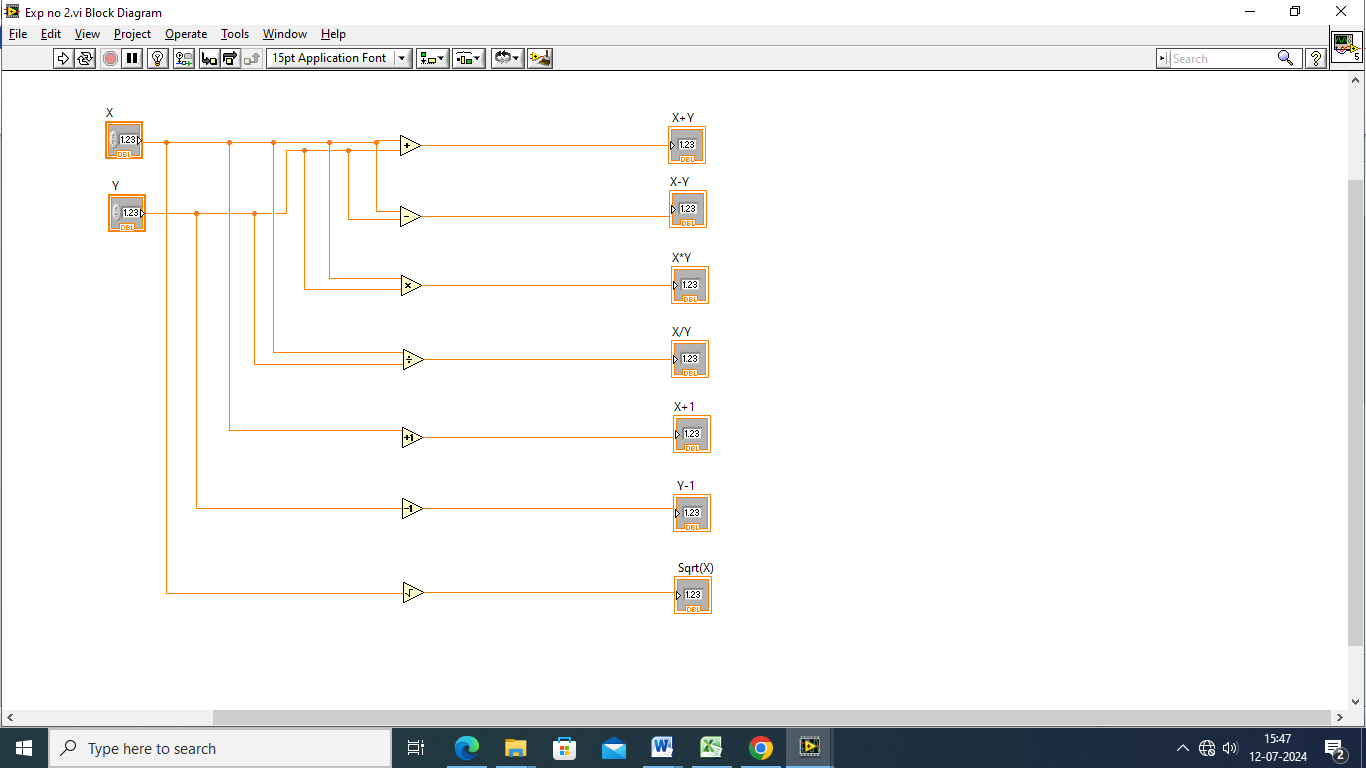 Exp no 2.vi Block Diagram
File Edit View Project Operate Tools Window Help
15pt Application Font
Search
?
5
X
1.23
DBL
Y
1.23
DBL
+
X+Y
1.23
DBL
-
X-Y
1.23
DBL
×
X*Y
1.23
DBL
÷
X/Y
1.23
DBL
+1
X+1
1.23
DBL
-1
Y-1
1.23
DBL
√
Sqrt(X)
1.23
DBL
Type here to search
15:47
12-07-2024
2